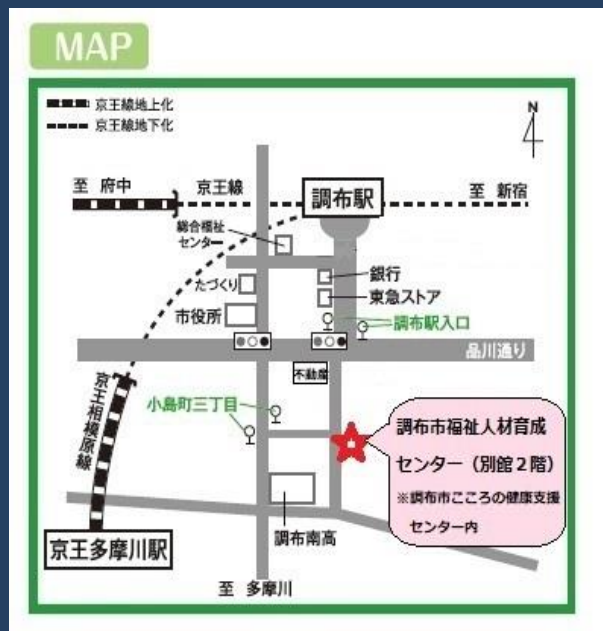 MAP
京王線地上化
京王線地下化
N
至 府中
京王線
調布駅
至 新宿
総合福祉
センター
銀行
たづくり
東急ストア
市役所
調布駅入口
品川通り
不動産
京王相模原線
小島町三丁目
調布市福祉人材育成
センター(別館2階)
※調布市こころの健康支援
センター内
調布南高
京王多摩川駅
至 多摩川